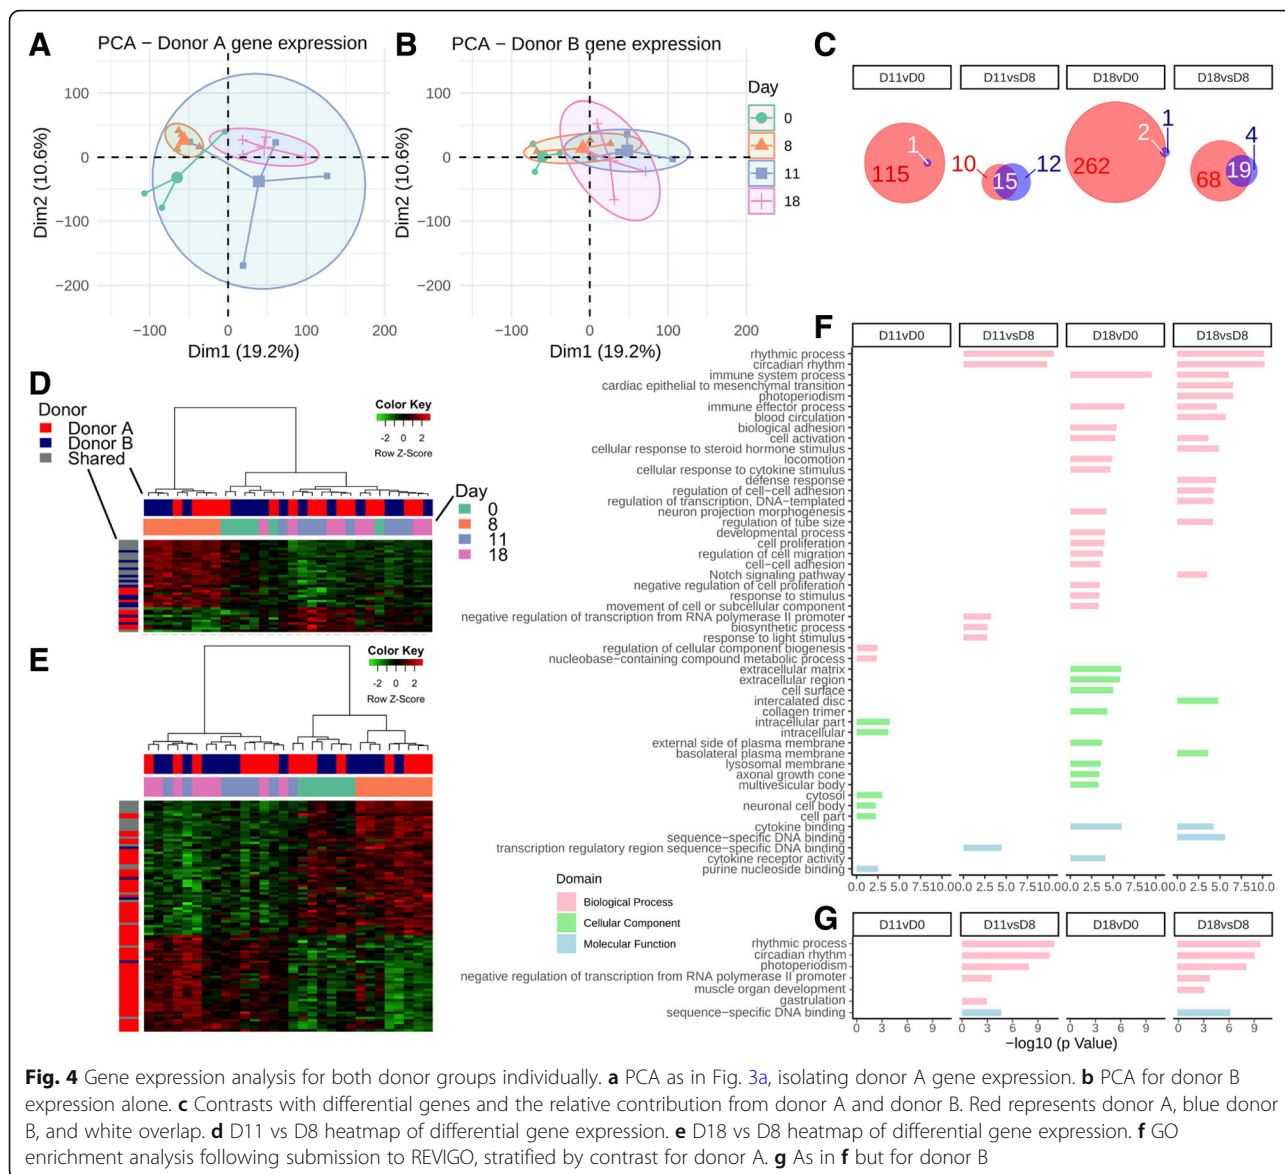 A
PCA − Donor A gene expression
Dim2 (10.6%)
100
0
−100
−200
−100
0
100
200
Dim1 (19.2%)
B
PCA − Donor B gene expression
Dim2 (10.6%)
100
0
−100
−200
−100
0
100
200
Dim1 (19.2%)
Day
0
8
11
18
C
D11vD0
D11vsD8
D18vD0
D18vsD8
115
1
10
15
12
262
2
1
68
19
4
D
Donor
Donor A
Donor B
Shared
Color Key
−2 0 2
Row Z−Score
Day
0
8
11
18
E
Color Key
−2 0 2
Row Z−Score
F
D11vD0
D11vsD8
D18vD0
D18vsD8
rhythmic process
circadian rhythm
immune system process
cardiac epithelial to mesenchymal transition
photoperiodism
immune effector process
blood circulation
biological adhesion
cell activation
cellular response to steroid hormone stimulus
locomotion
cellular response to cytokine stimulus
defense response
regulation of cell−cell adhesion
regulation of transcription, DNA−templated
neuron projection morphogenesis
regulation of tube size
developmental process
cell proliferation
regulation of cell migration
cell−cell adhesion
Notch signaling pathway
negative regulation of cell proliferation
response to stimulus
movement of cell or subcellular component
negative regulation of transcription from RNA polymerase II promoter
biosynthetic process
response to light stimulus
regulation of cellular component biogenesis
nucleobase−containing compound metabolic process
extracellular matrix
extracellular region
cell surface
intercalated disc
collagen trimer
intracellular part
intracellular
external side of plasma membrane
basolateral plasma membrane
lysosomal membrane
axonal growth cone
multivesicular body
cytosol
neuronal cell body
cell part
cytokine binding
sequence−specific DNA binding
transcription regulatory region sequence−specific DNA binding
cytokine receptor activity
purine nucleoside binding
0.0 2.5 5.0 7.5 10.0
0.0 2.5 5.0 7.5 10.0
0.0 2.5 5.0 7.5 10.0
0.0 2.5 5.0 7.5 10.0
Domain
Biological Process
Cellular Component
Molecular Function
G
D11vD0
D11vsD8
D18vD0
D18vsD8
rhythmic process
circadian rhythm
photoperiodism
negative regulation of transcription from RNA polymerase II promoter
muscle organ development
gastrulation
sequence−specific DNA binding
0 3 6 9
0 3 6 9
0 3 6 9
0 3 6 9
−log10 (p Value)
Fig. 4 Gene expression analysis for both donor groups individually. a PCA as in Fig. 3a, isolating donor A gene expression. b PCA for donor B
expression alone. c Contrasts with differential genes and the relative contribution from donor A and donor B. Red represents donor A, blue donor
B, and white overlap. d D11 vs D8 heatmap of differential gene expression. e D18 vs D8 heatmap of differential gene expression. f GO
enrichment analysis following submission to REVIGO, stratified by contrast for donor A. g As in f but for donor B